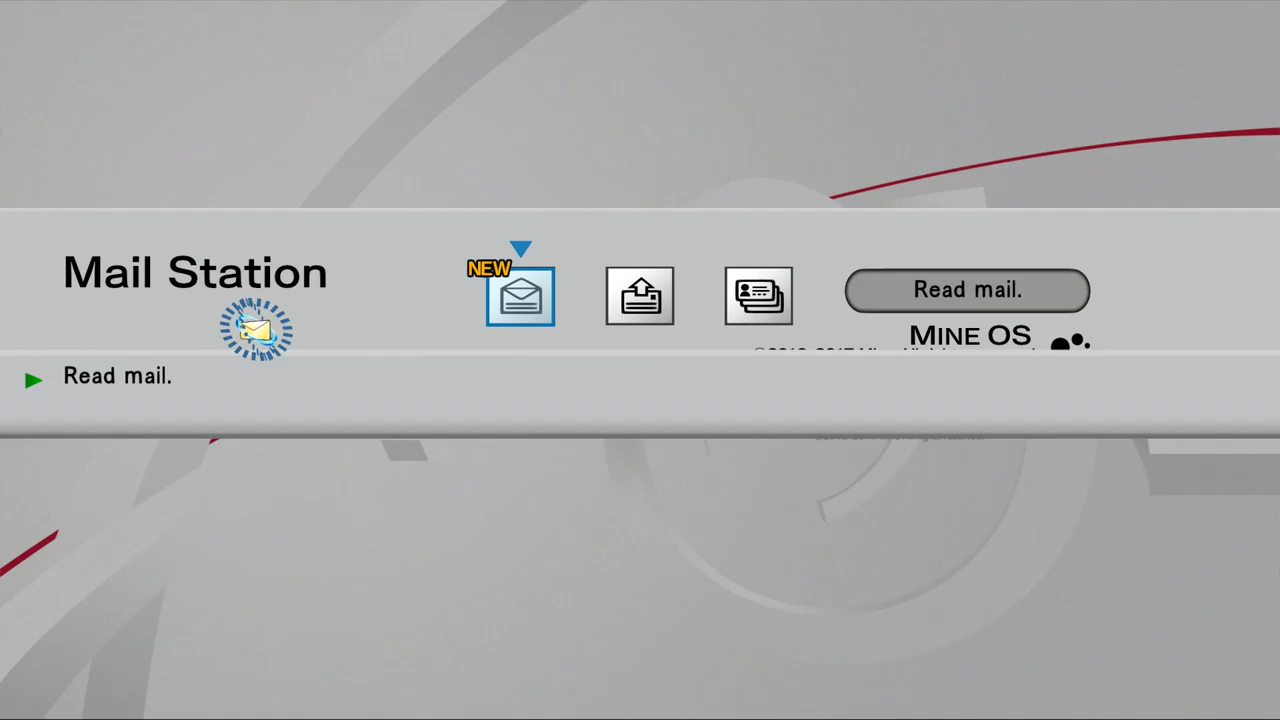 Mail Station
NEW
Read mail.
MINE OS
Read mail.